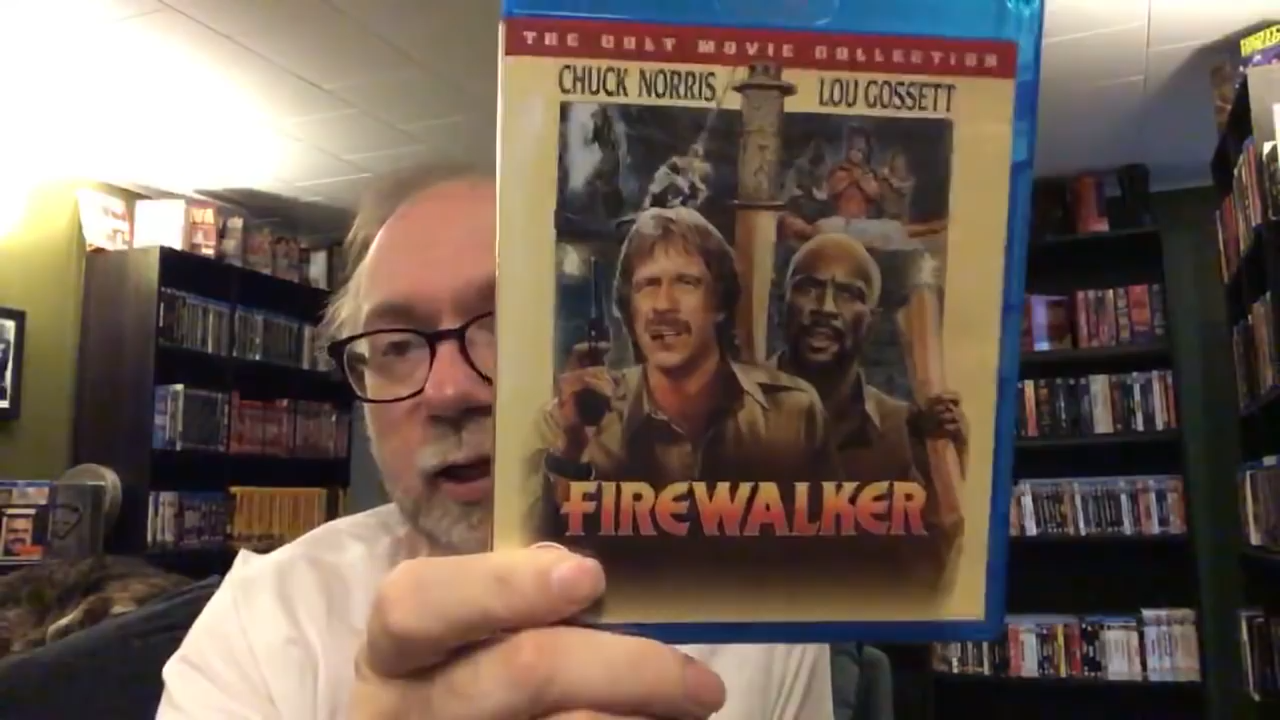 THE CULT MOVIE COLLECTION
CHUCK NORRIS LOU GOSSETT
FIREWALKER